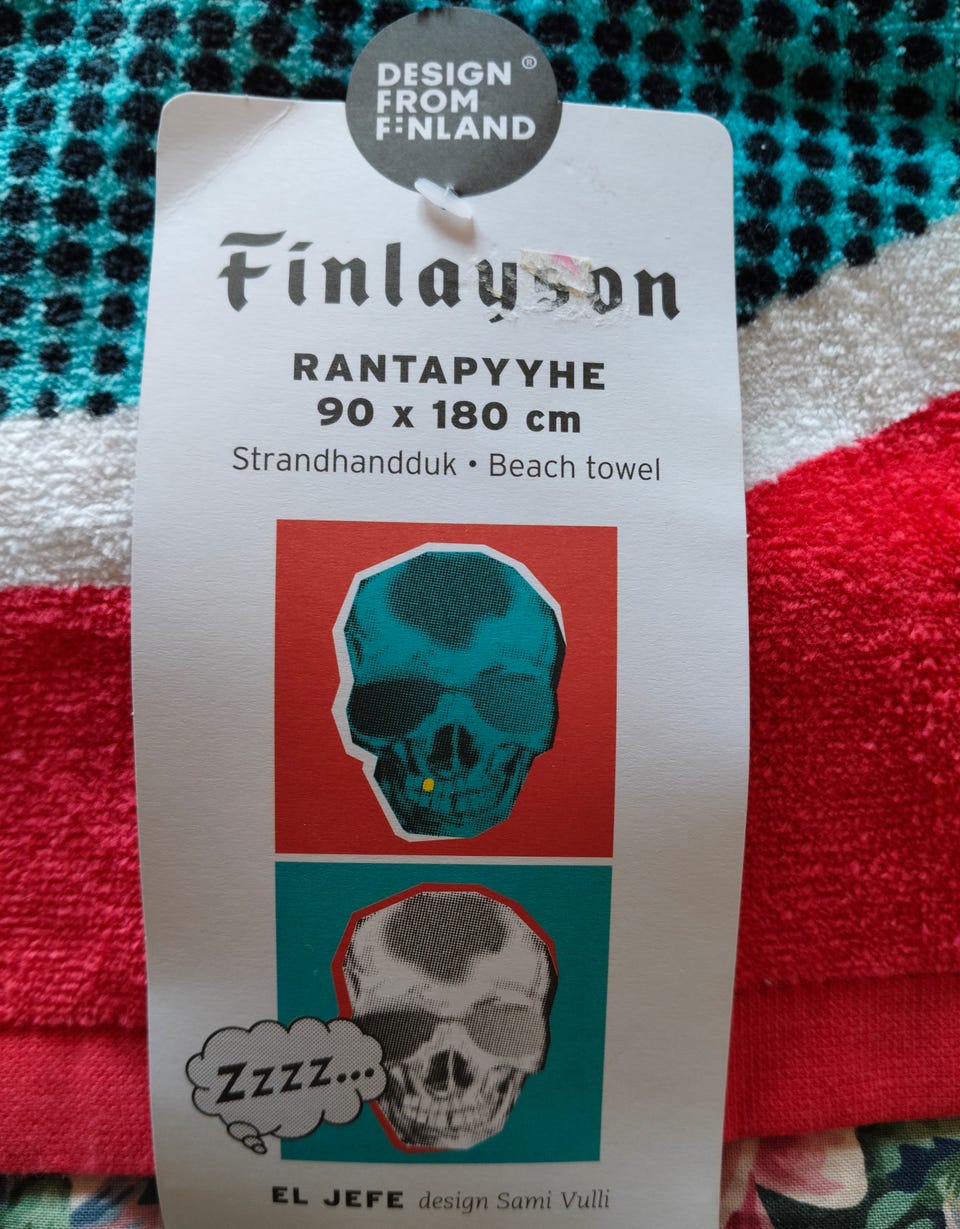 DESIGN ®
FROM
FINLAND
Finlayson
RANTAPYYHE
90 x 180 cm
Strandhandduk • Beach towel
Zzzz...
EL JEFE design Sami Vulli